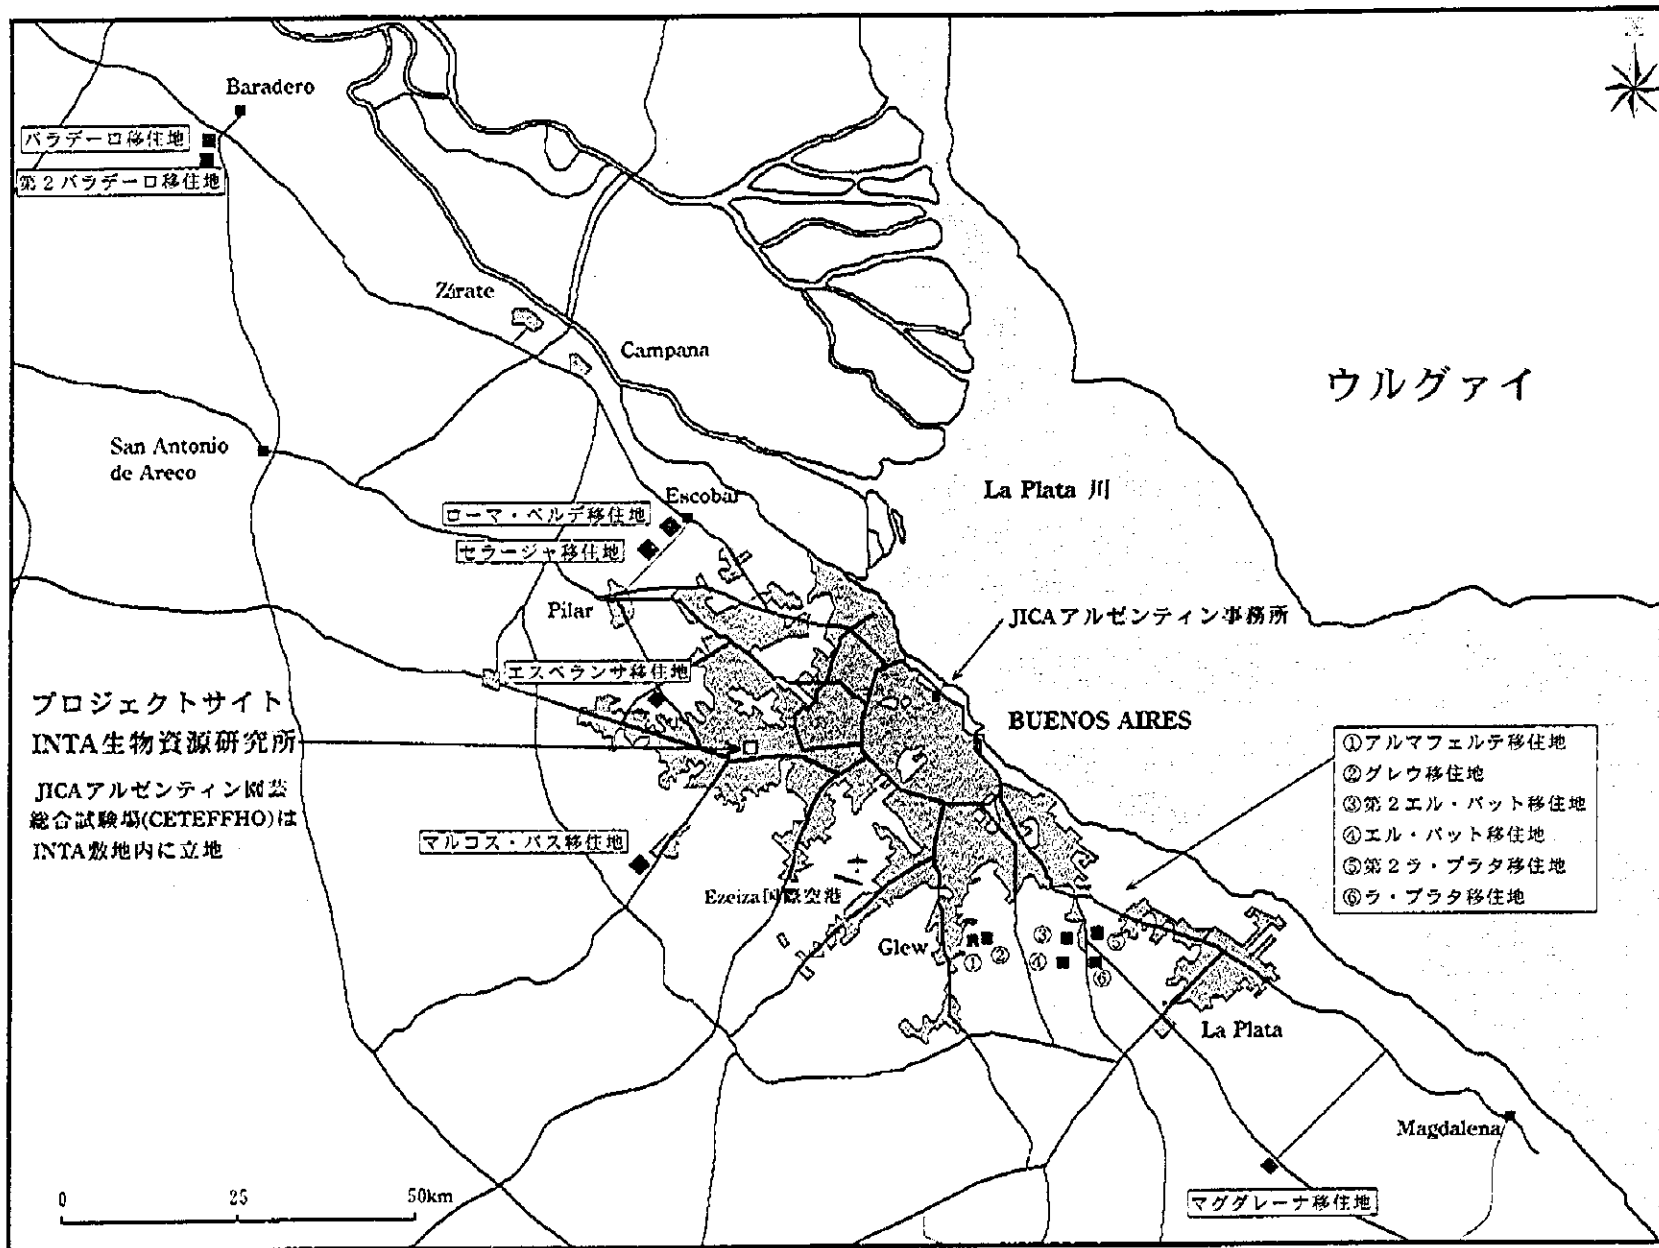 N
Baradero
バラデーロ移住地
第2バラデーロ移住地
Zárate
Campana
ウルグァイ
San Antonio
de Areco
La Plata 川
Escobar
ローマ・ベルデ移住地
セラージャ移住地
Pilar
JICAアルゼンティン事務所
エスペランサ移住地
プロジェクトサイト
INTA生物資源研究所
BUENOS AIRES
JICAアルゼンティン園芸
総合試験場(CETEFFHO)は
INTA敷地内に立地
①アルマフェルテ移住地
②グレウ移住地
③第2エル・パット移住地
④エル・パット移住地
⑤第2ラ・プラタ移住地
⑥ラ・プラタ移住地
マルコス・パス移住地
Ezeiza国際空港
Glew
①
②
③
④
⑤
⑥
La Plata
Magdalena
マグダレーナ移住地
0 25 50km